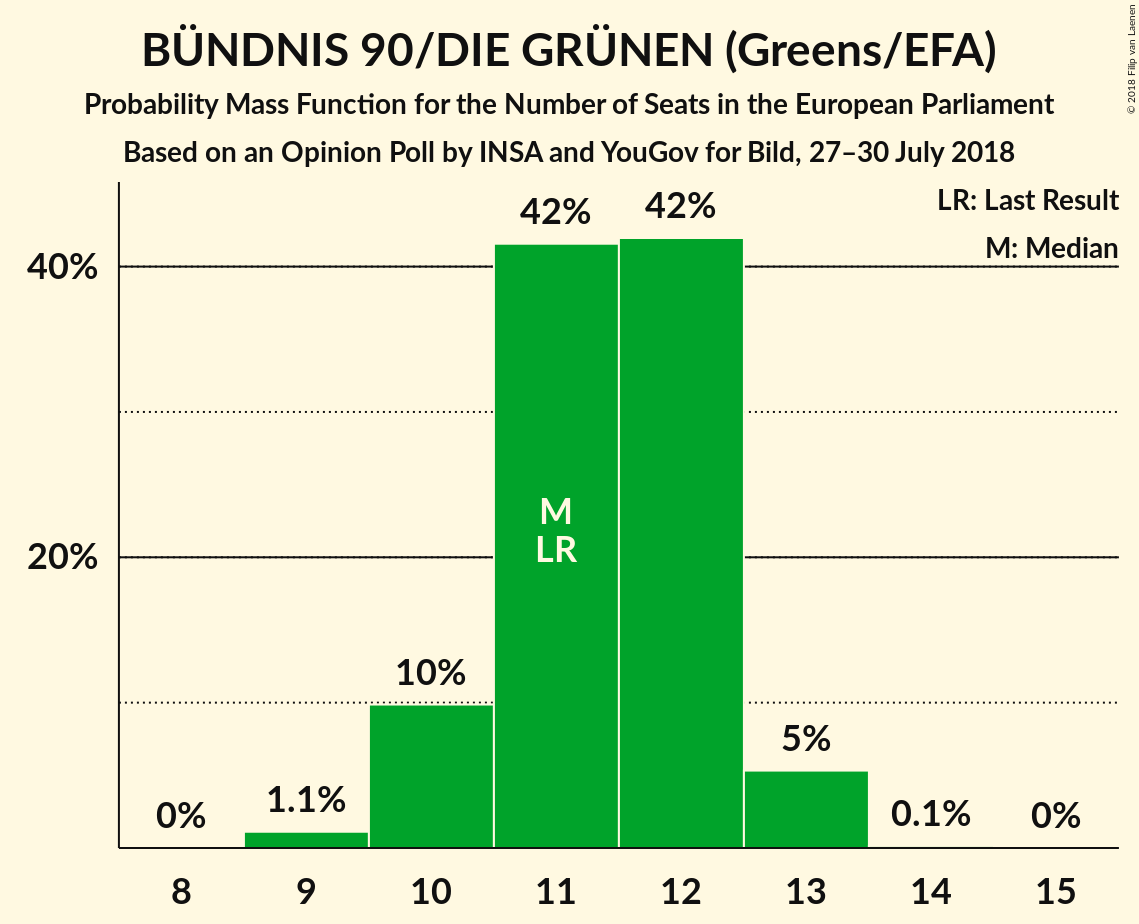 BÜNDNIS 90/DIE GRÜNEN (Greens/EFA)
Probability Mass Function for the Number of Seats in the European Parliament
Based on an Opinion Poll by INSA and YouGov for Bild, 27–30 July 2018
© 2018 Filip van Laenen
LR: Last Result
M: Median
40%
20%
0%
1.1%
10%
42%
42%
5%
0.1%
0%
M
LR
8
9
10
11
12
13
14
15